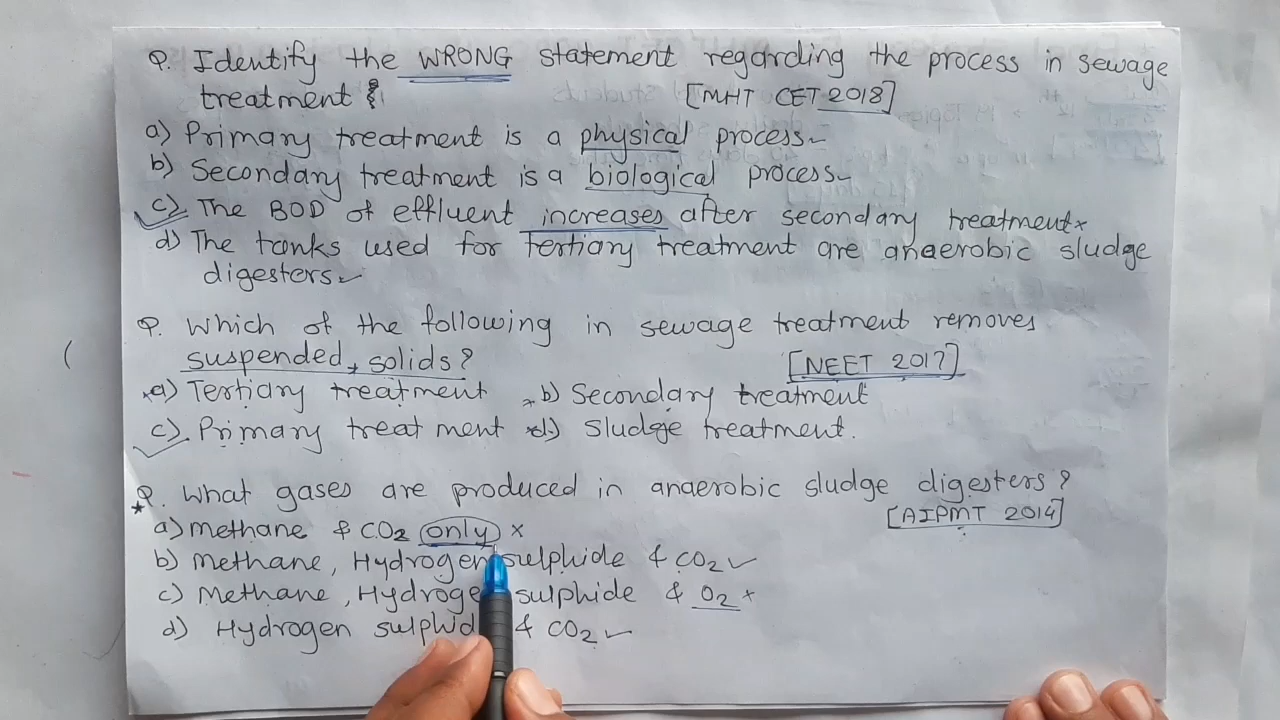 Q. Identify the WRONG statement regarding the process in sewage
treatment :
[MHT CET 2018]
a) Primary treatment is a physical process
b) Secondary treatment is a biological process
c) The BOD of effluent increases after secondary treatment ×
d) The tanks used for tertiary treatment are anaerobic sludge
digesters ✓
Q. Which of the following in sewage treatment removes
suspended solids?
[NEET 2017]
a) Tertiary treatment b) Secondary treatment
c) Primary treat ment d) Sludge treatment.
Q. What gases are produced in anaerobic sludge digesters?
[AIPMT 2014]
a) methane & CO2 only ×
b) Methane, Hydrogen sulphide & CO2 ✓
c) Methane, Hydrogen sulphide & O2 ×
d) Hydrogen sulphide & CO2 ✓